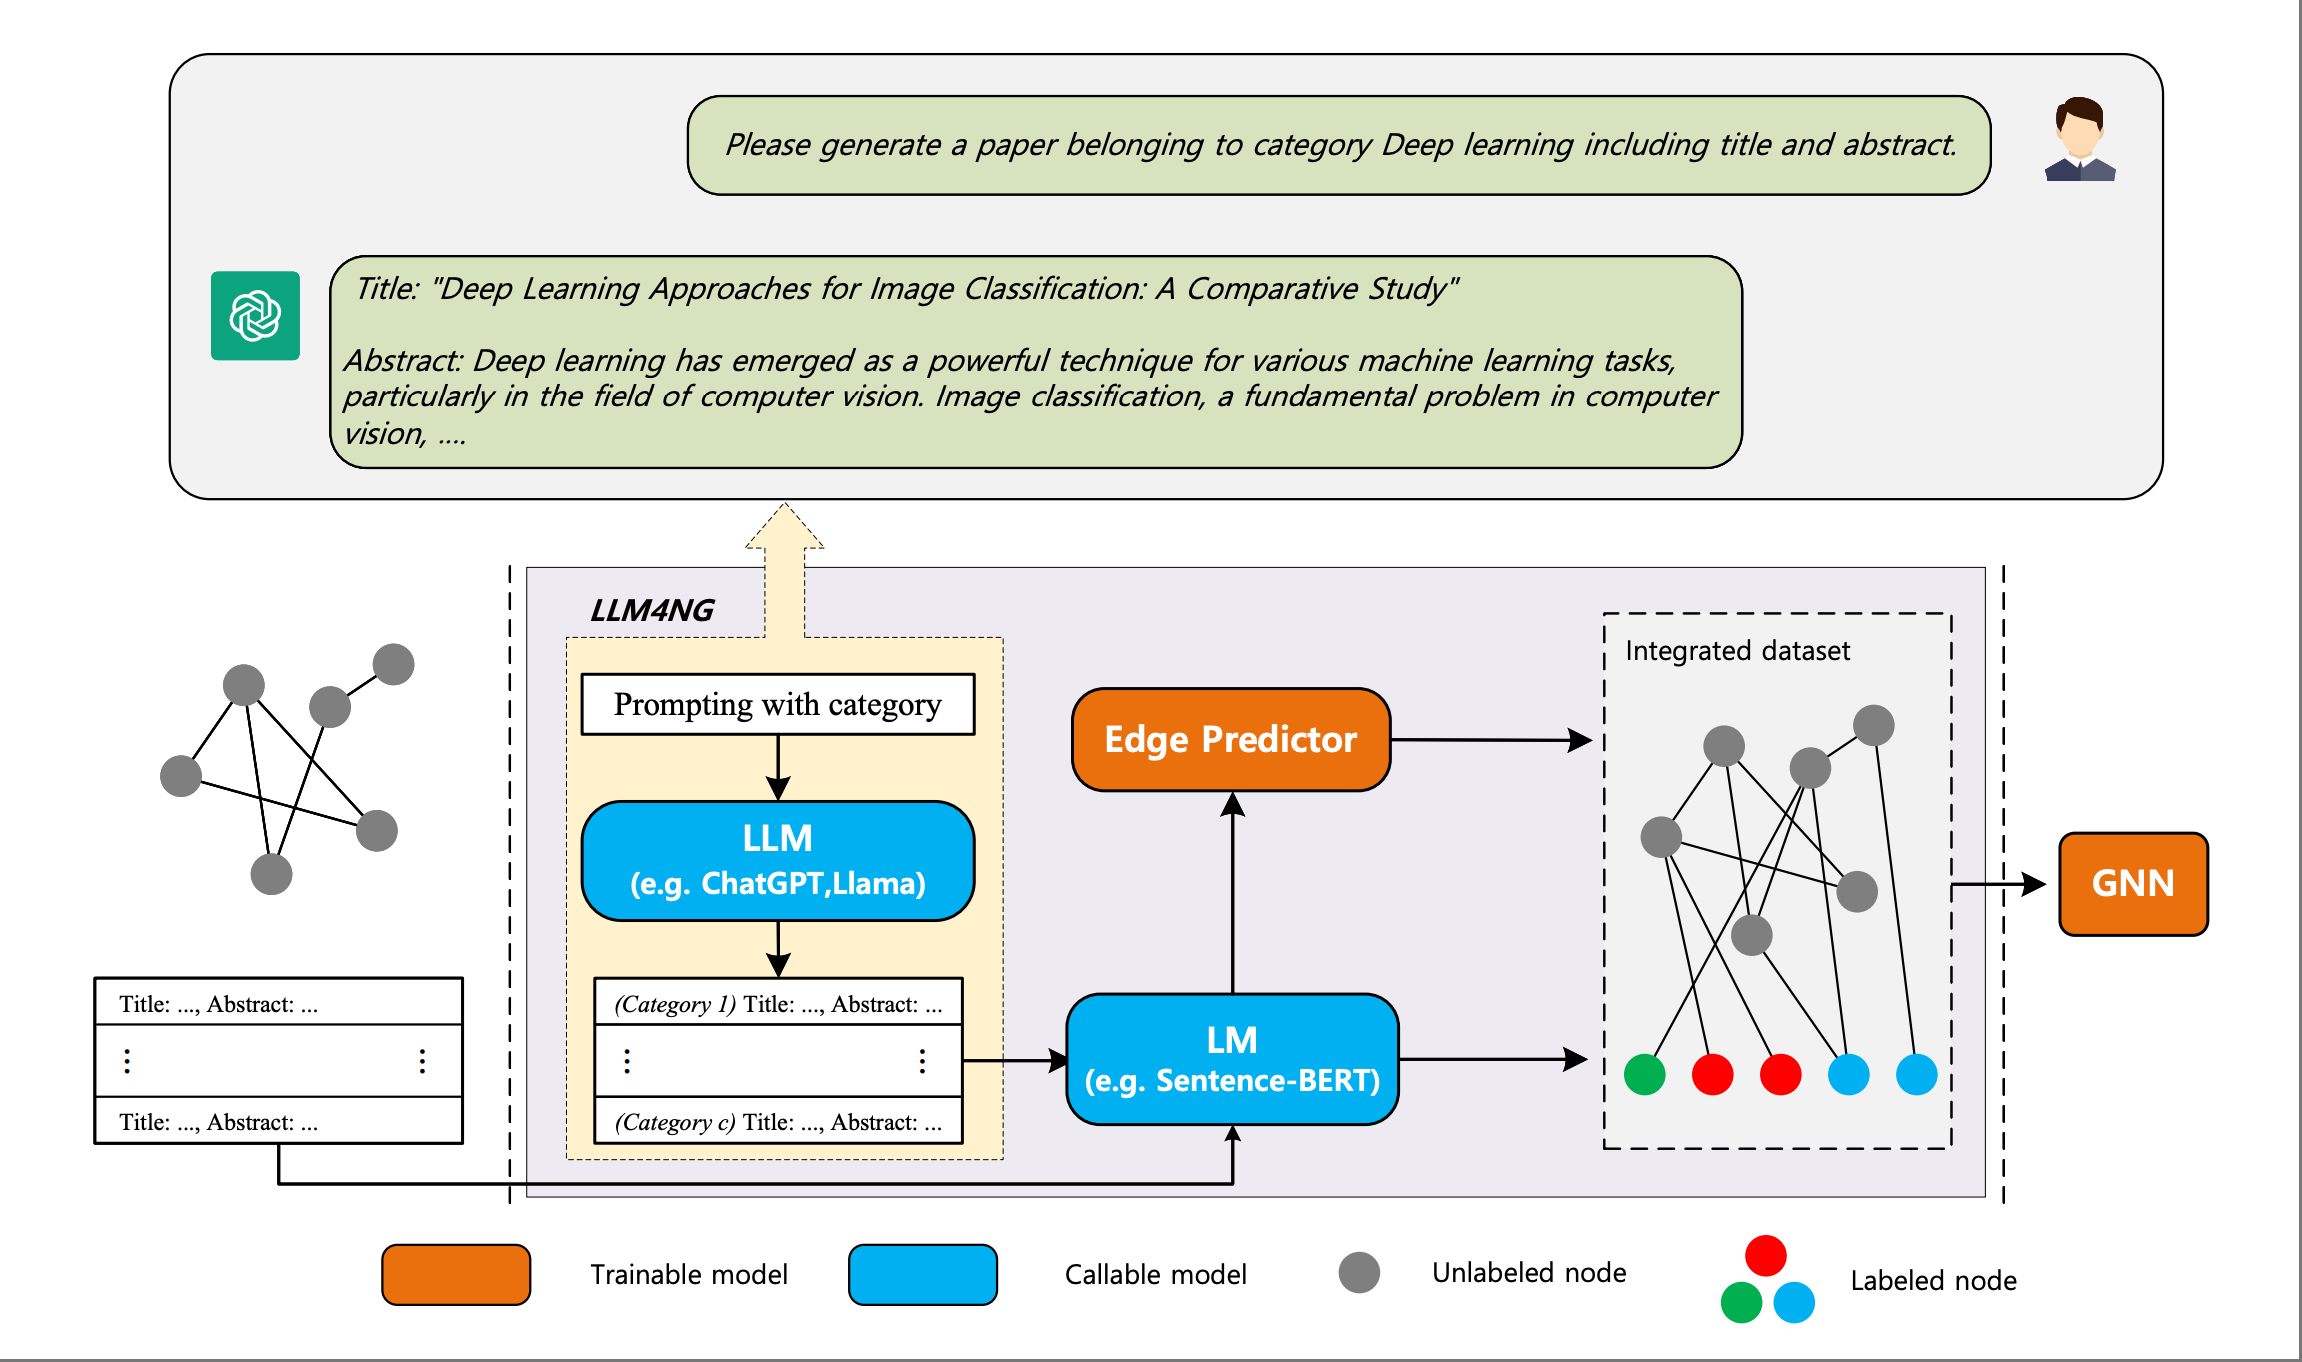 Please generate a paper belonging to category Deep learning including title and abstract.
Title: "Deep Learning Approaches for Image Classification: A Comparative Study"
Abstract: Deep learning has emerged as a powerful technique for various machine learning tasks,
particularly in the field of computer vision. Image classification, a fundamental problem in computer
vision, ....
LLM4NG
Prompting with category
LLM
(e.g. ChatGPT,Llama)
(Category 1) Title: ..., Abstract: ...
⋮ ⋮
(Category c) Title: ..., Abstract: ...
Title: ..., Abstract: ...
⋮ ⋮
Title: ..., Abstract: ...
Edge Predictor
LM
(e.g. Sentence-BERT)
Integrated dataset
GNN
Trainable model
Callable model
Unlabeled node
Labeled node